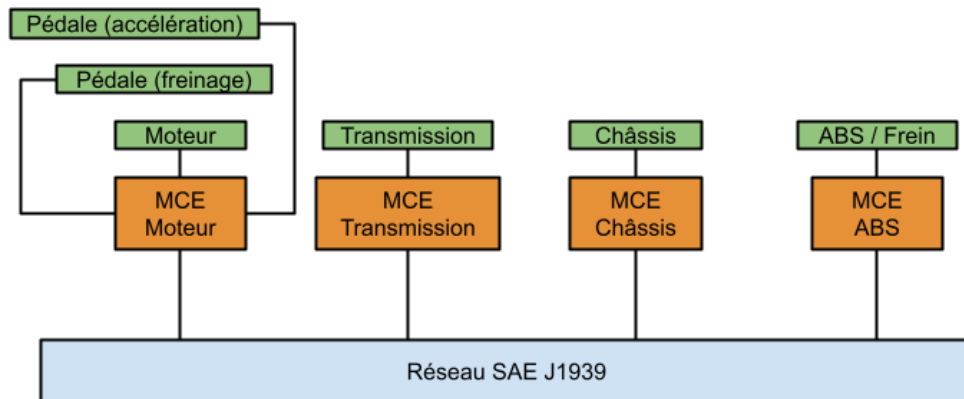 Pédale (accélération)
Pédale (freinage)
Moteur
Transmission
Châssis
ABS / Frein
MCE
Moteur
MCE
Transmission
MCE
Châssis
MCE
ABS
Réseau SAE J1939